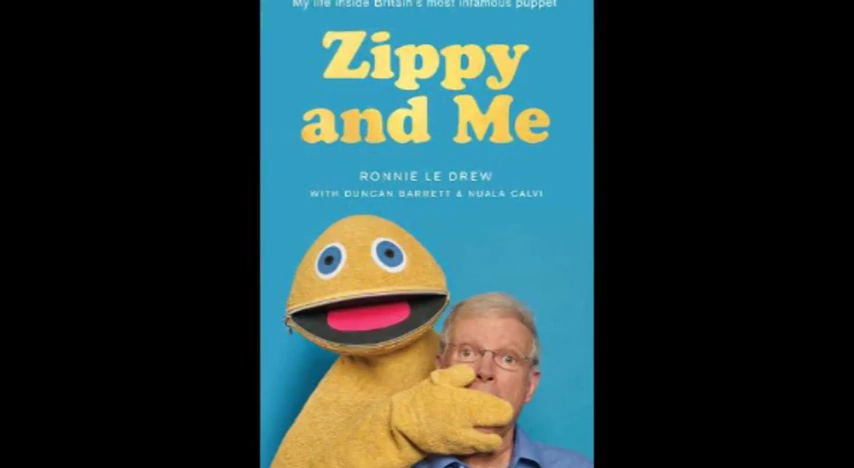 My life inside Britain's most infamous puppet
Zippy
and Me
RONNIE LE DREW
WITH DUNCAN BARRETT & NUALA CALVI